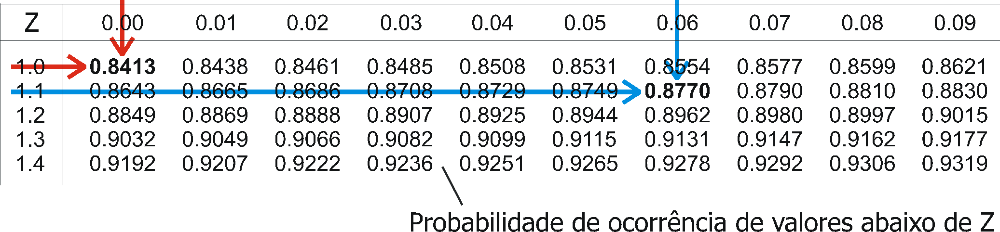 Z 0.00 0.01 0.02 0.03 0.04 0.05 0.06 0.07 0.08 0.09
1.0 0.8413 0.8438 0.8461 0.8485 0.8508 0.8531 0.8554 0.8577 0.8599 0.8621
1.1 0.8643 0.8665 0.8686 0.8708 0.8729 0.8749 0.8770 0.8790 0.8810 0.8830
1.2 0.8849 0.8869 0.8888 0.8907 0.8925 0.8944 0.8962 0.8980 0.8997 0.9015
1.3 0.9032 0.9049 0.9066 0.9082 0.9099 0.9115 0.9131 0.9147 0.9162 0.9177
1.4 0.9192 0.9207 0.9222 0.9236 0.9251 0.9265 0.9278 0.9292 0.9306 0.9319
Probabilidade de ocorrência de valores abaixo de Z